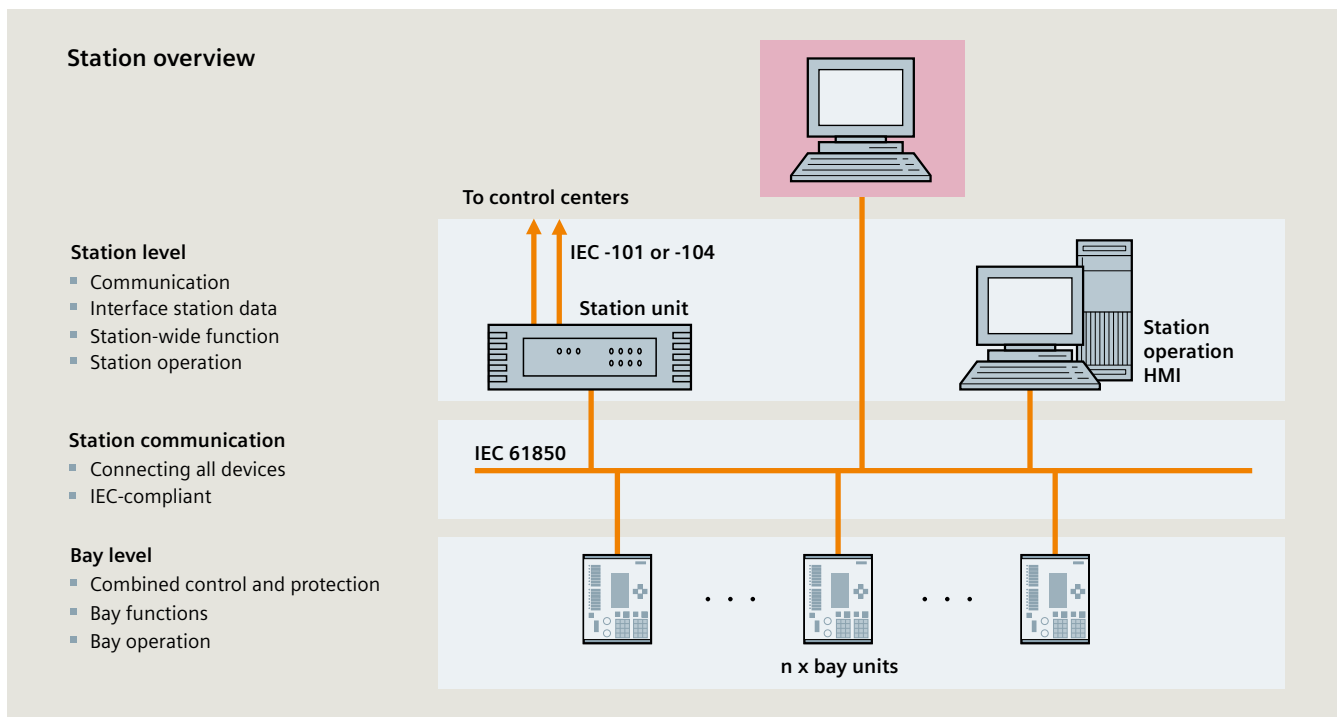 Station overview
To control centers
IEC -101 or -104
Station level
Communication
Interface station data
Station-wide function
Station operation
Station unit
Station
operation
HMI
Station communication
Connecting all devices
IEC-compliant
IEC 61850
Bay level
Combined control and protection
Bay functions
Bay operation
. . .
. . .
n x bay units